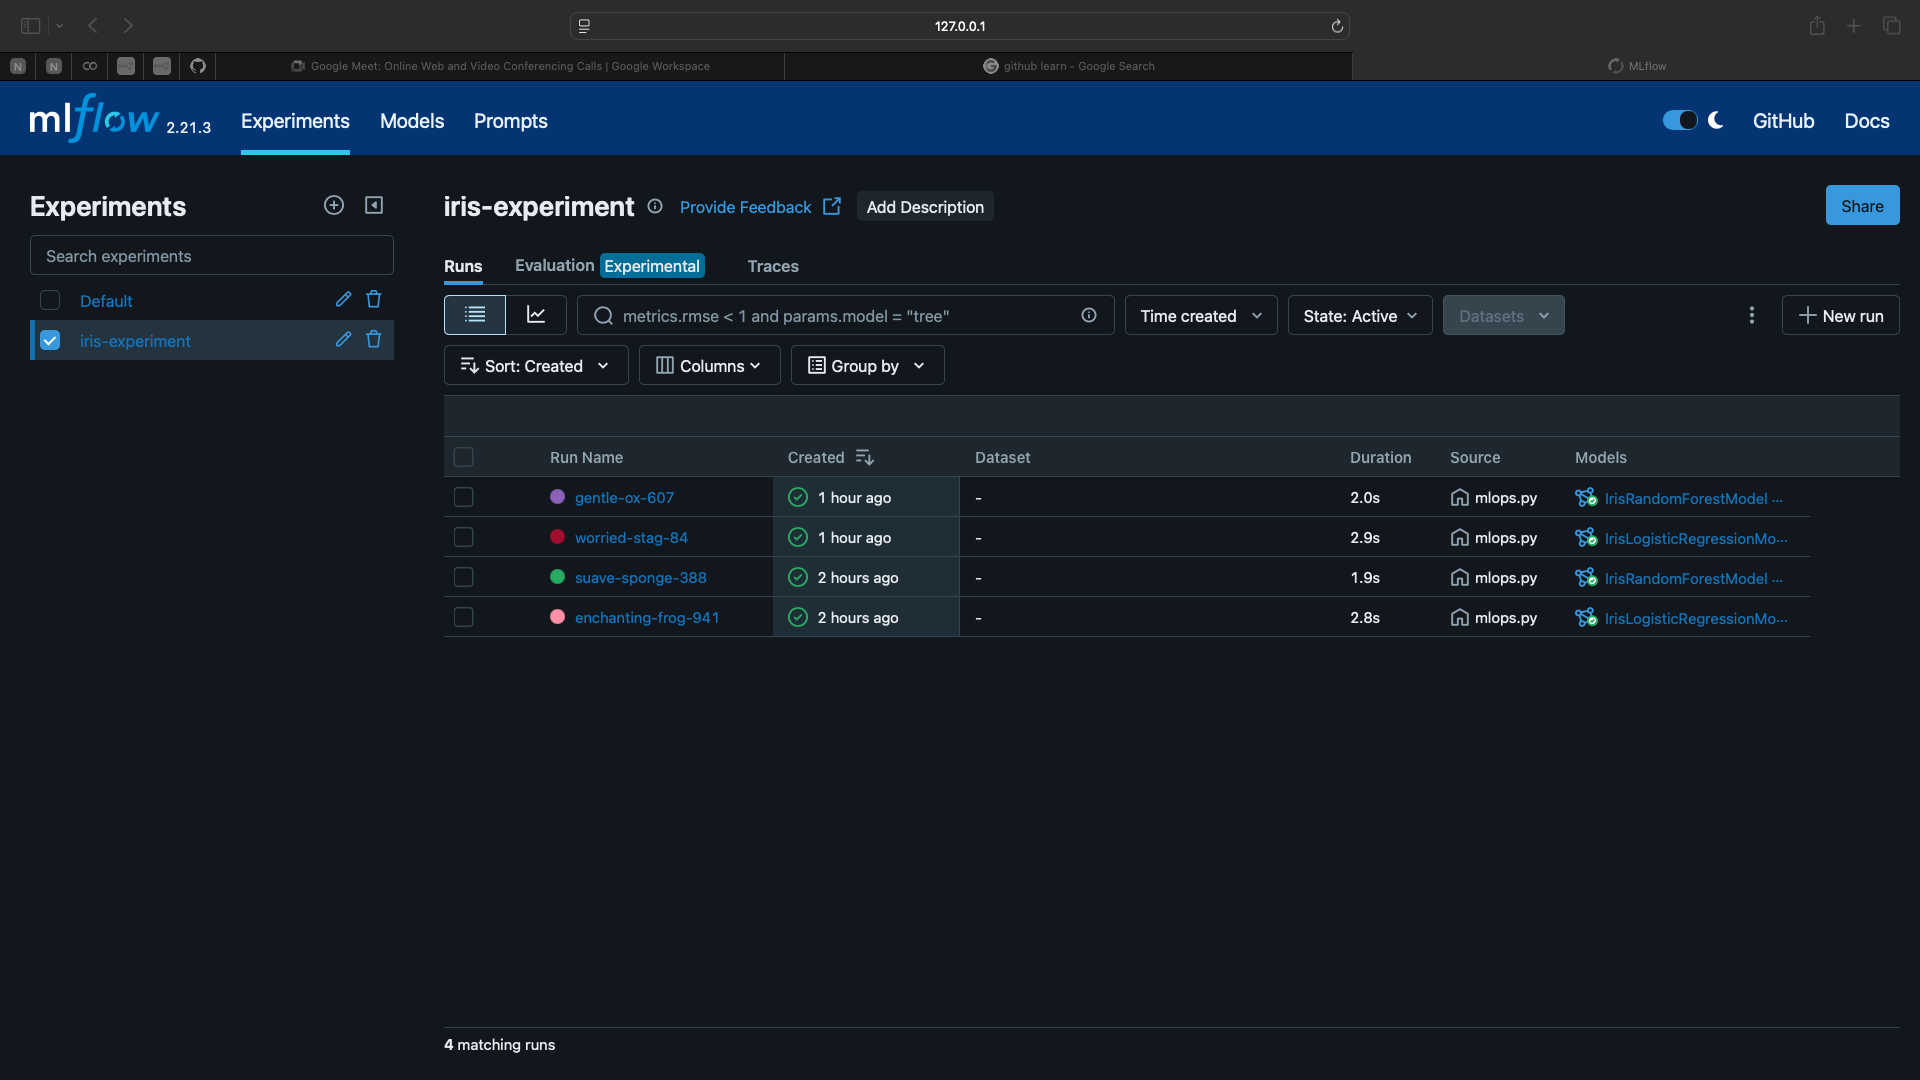 127.0.0.1
N N Google Meet: Online Web and Video Conferencing Calls | Google Workspace github learn - Google Search MLflow
mlflow 2.21.3 Experiments Models Prompts GitHub Docs
Experiments
iris-experiment Provide Feedback Add Description Share
Search experiments
Default
iris-experiment
Runs Evaluation Experimental Traces
metrics.rmse < 1 and params.model = "tree" Time created State: Active Datasets New run
Sort: Created Columns Group by
Run Name Created Dataset Duration Source Models
gentle-ox-607 1 hour ago - 2.0s mlops.py IrisRandomForestModel ...
worried-stag-84 1 hour ago - 2.9s mlops.py IrisLogisticRegressionMo...
suave-sponge-388 2 hours ago - 1.9s mlops.py IrisRandomForestModel ...
enchanting-frog-941 2 hours ago - 2.8s mlops.py IrisLogisticRegressionMo...
4 matching runs